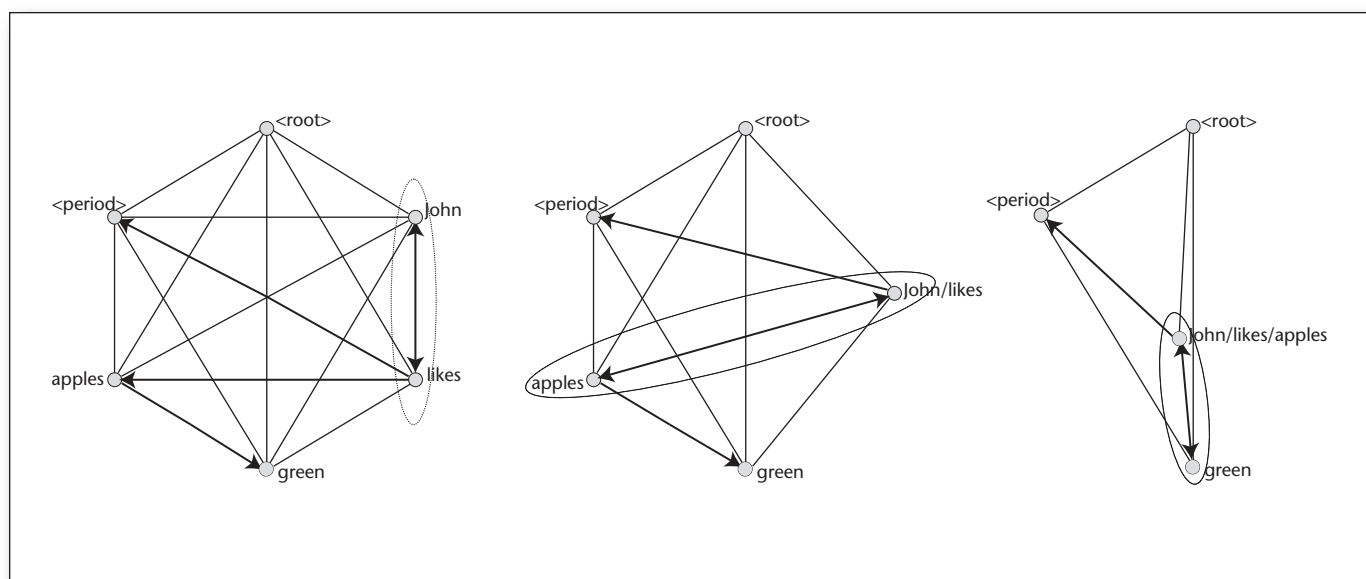 <root>
<period>
John
apples
likes
green
<root>
<period>
John/likes
apples
green
<root>
<period>
John/likes/apples
green